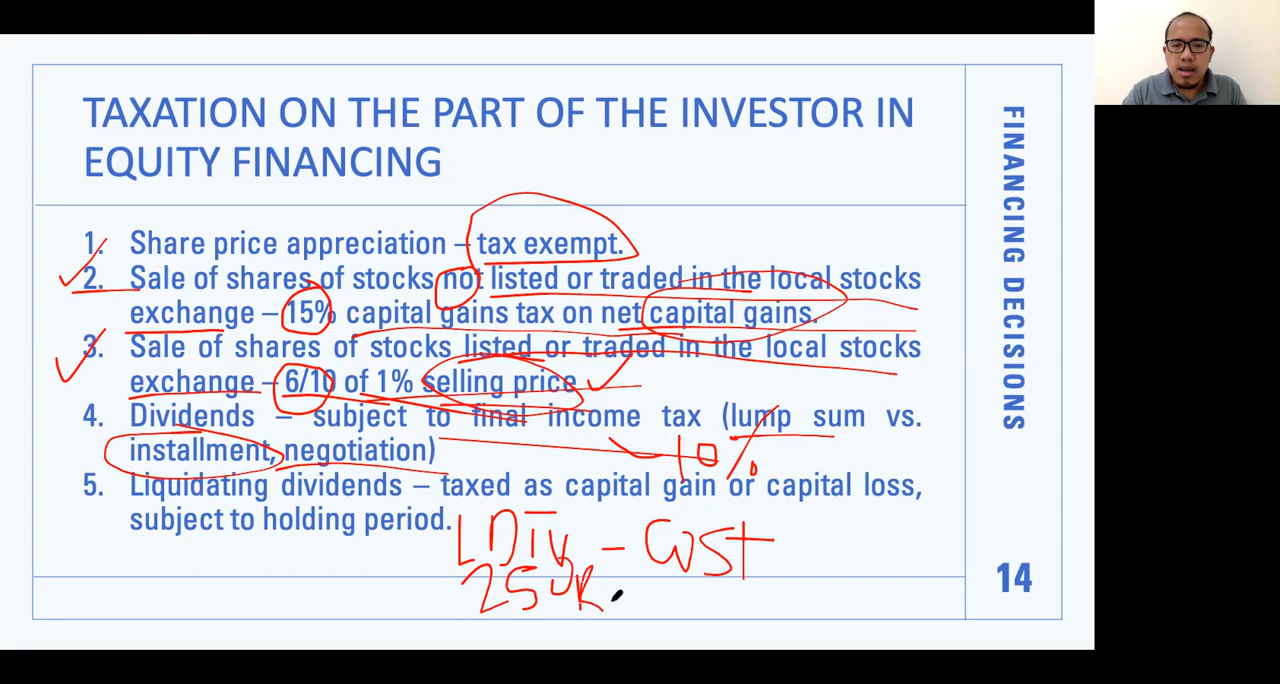 TAXATION ON THE PART OF THE INVESTOR IN
EQUITY FINANCING
1. Share price appreciation – tax exempt.
2. Sale of shares of stocks not listed or traded in the local stocks
exchange – 15% capital gains tax on net capital gains.
3. Sale of shares of stocks listed or traded in the local stocks
exchange – 6/10 of 1% selling price
4. Dividends – subject to final income tax (lump sum vs.
installment, negotiation)
10%
5. Liquidating dividends – taxed as capital gain or capital loss,
subject to holding period.
LDIV – COST
250K
FINANCING DECISIONS
14